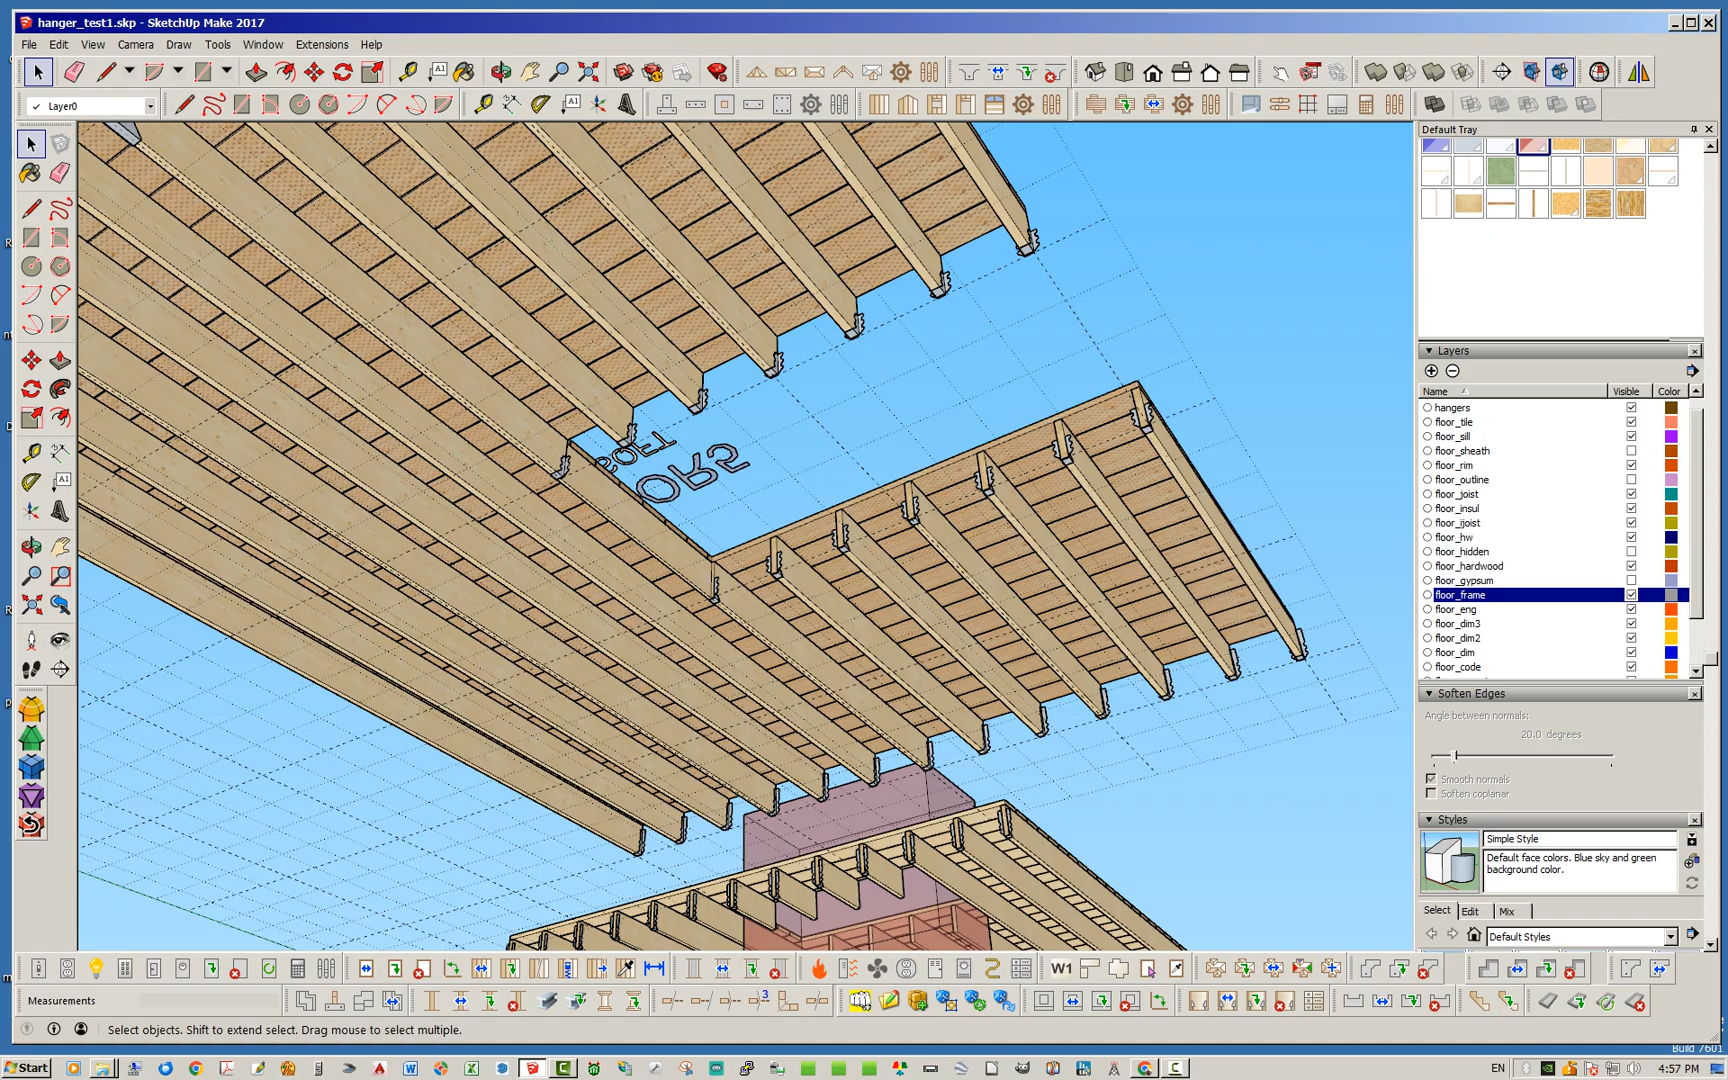 hanger_test1.skp - SketchUp Make 2017
File Edit View Camera Draw Tools Window Extensions Help
Layer0
Default Tray
Layers
Name Visible Color
hangers
floor_tile
floor_sill
floor_sheath
floor_rim
floor_outline
floor_joist
floor_insul
floor_ijoist
floor_hw
floor_hidden
floor_hardwood
floor_gypsum
floor_frame
floor_eng
floor_dim3
floor_dim2
floor_dim
floor_code
Soften Edges
Angle between normals:
20.0 degrees
Smooth normals
Soften coplanar
Styles
Simple Style
Default face colors. Blue sky and green
background color.
Select Edit Mix
Default Styles
W1
Measurements
Select objects. Shift to extend select. Drag mouse to select multiple.
Build 7601
Start
EN
4:57 PM